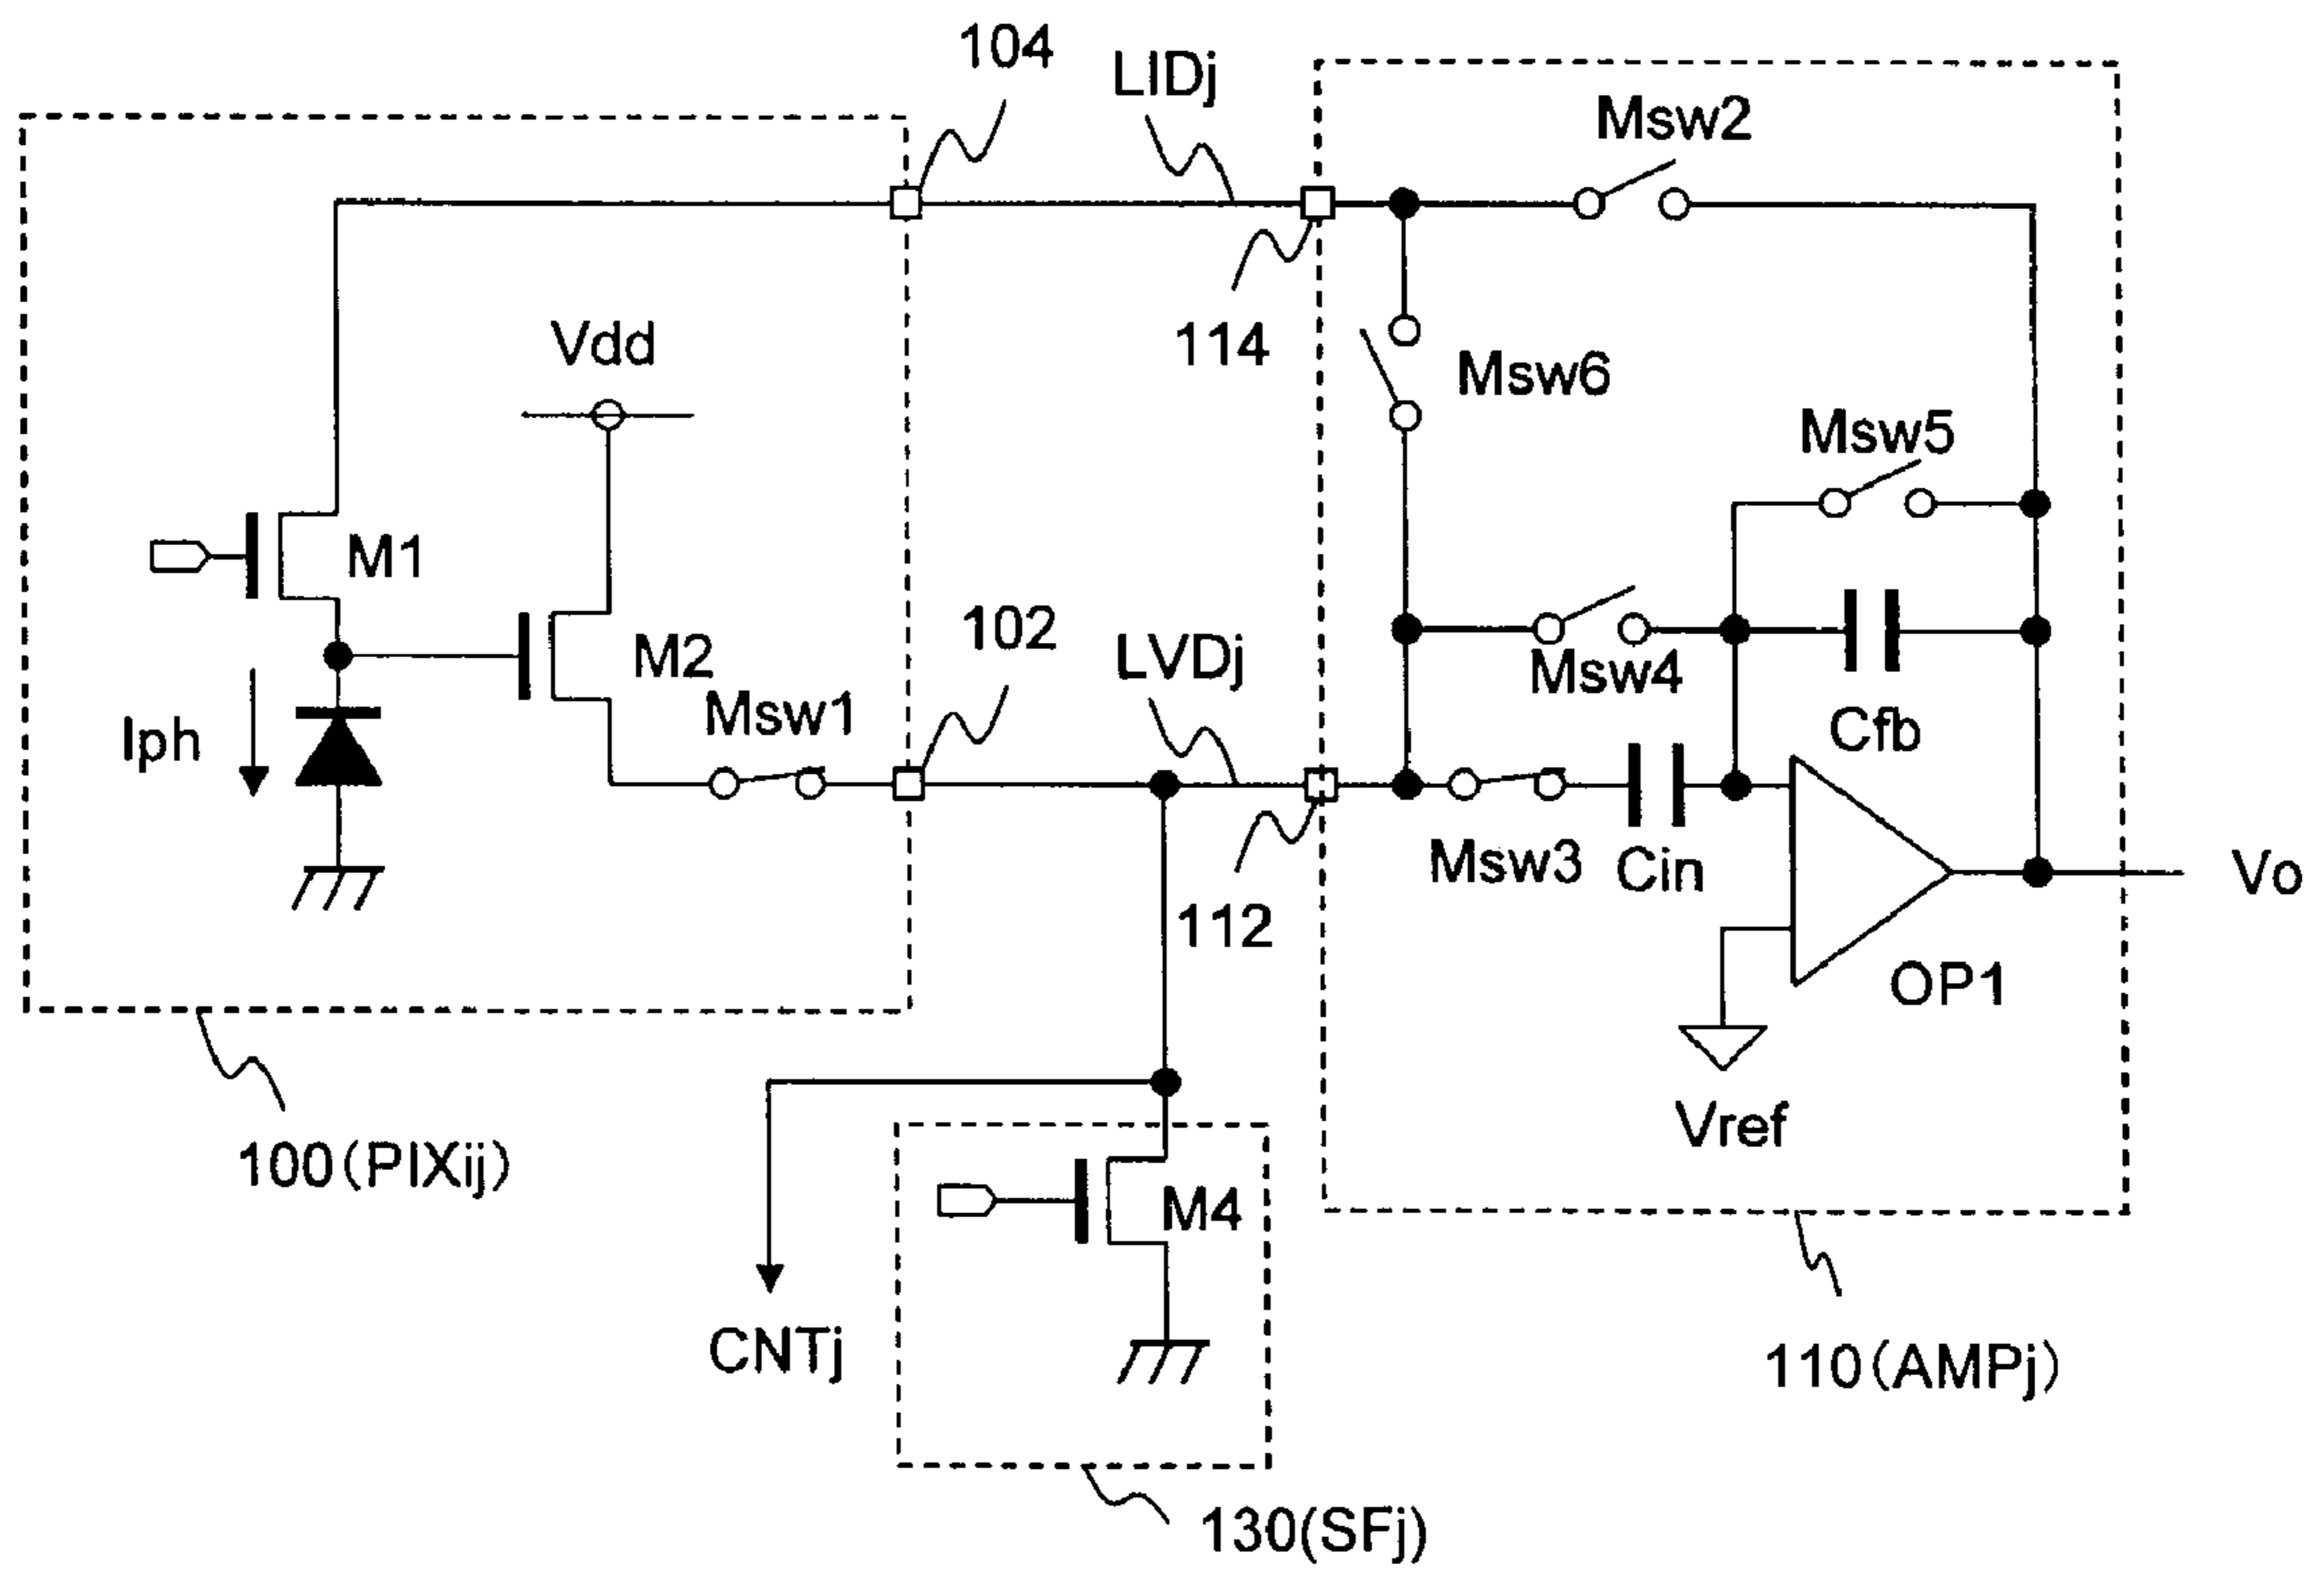 104
LIDj
Msw2
114
Vdd
Msw6
Msw5
M1
102
LVDj
M2
Msw4
Msw1
Iph
Cfb
Msw3
Cin
Vo
112
OP1
Vref
100(PIXij)
M4
CNTj
110(AMPj)
130(SFj)